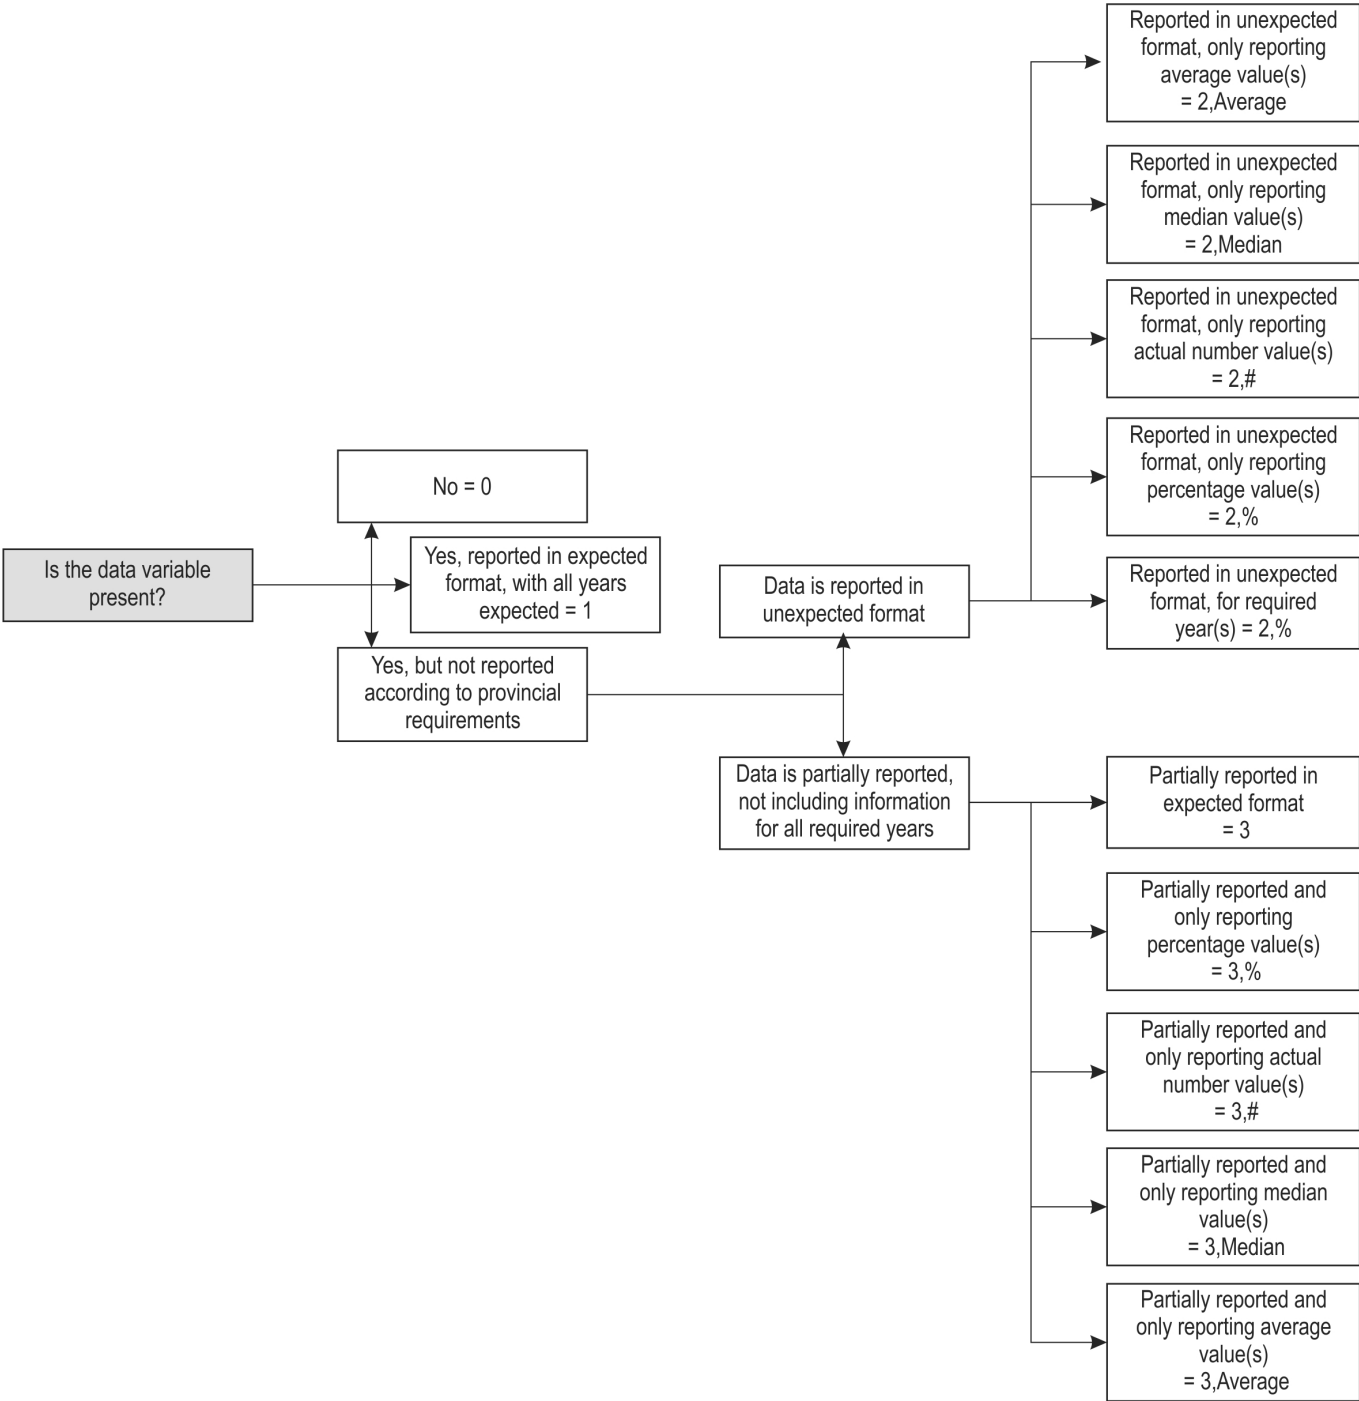 Is the data variable
present?
No = 0
Yes, reported in expected
format, with all years
expected = 1
Yes, but not reported
according to provincial
requirements
Data is reported in
unexpected format
Data is partially reported,
not including information
for all required years
Reported in unexpected
format, only reporting
average value(s)
= 2,Average
Reported in unexpected
format, only reporting
median value(s)
= 2,Median
Reported in unexpected
format, only reporting
actual number value(s)
= 2,#
Reported in unexpected
format, only reporting
percentage value(s)
= 2,%
Reported in unexpected
format, for required
year(s) = 2,%
Partially reported in
expected format
= 3
Partially reported and
only reporting
percentage value(s)
= 3,%
Partially reported and
only reporting actual
number value(s)
= 3,#
Partially reported and
only reporting median
value(s)
= 3,Median
Partially reported and
only reporting average
value(s)
= 3,Average